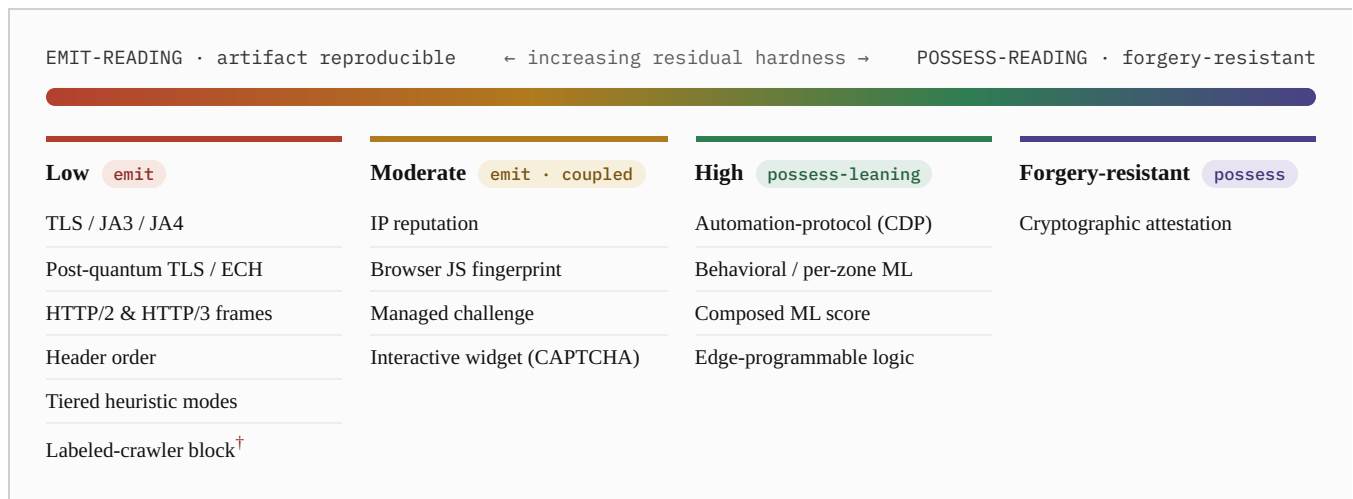 EMIT-READING · artifact reproducible
← increasing residual hardness →
POSSESS-READING · forgery-resistant
Low emit
TLS / JA3 / JA4
Post-quantum TLS / ECH
HTTP/2 & HTTP/3 frames
Header order
Tiered heuristic modes
Labeled-crawler block†
Moderate emit · coupled
IP reputation
Browser JS fingerprint
Managed challenge
Interactive widget (CAPTCHA)
High possess-leaning
Automation-protocol (CDP)
Behavioral / per-zone ML
Composed ML score
Edge-programmable logic
Forgery-resistant possess
Cryptographic attestation